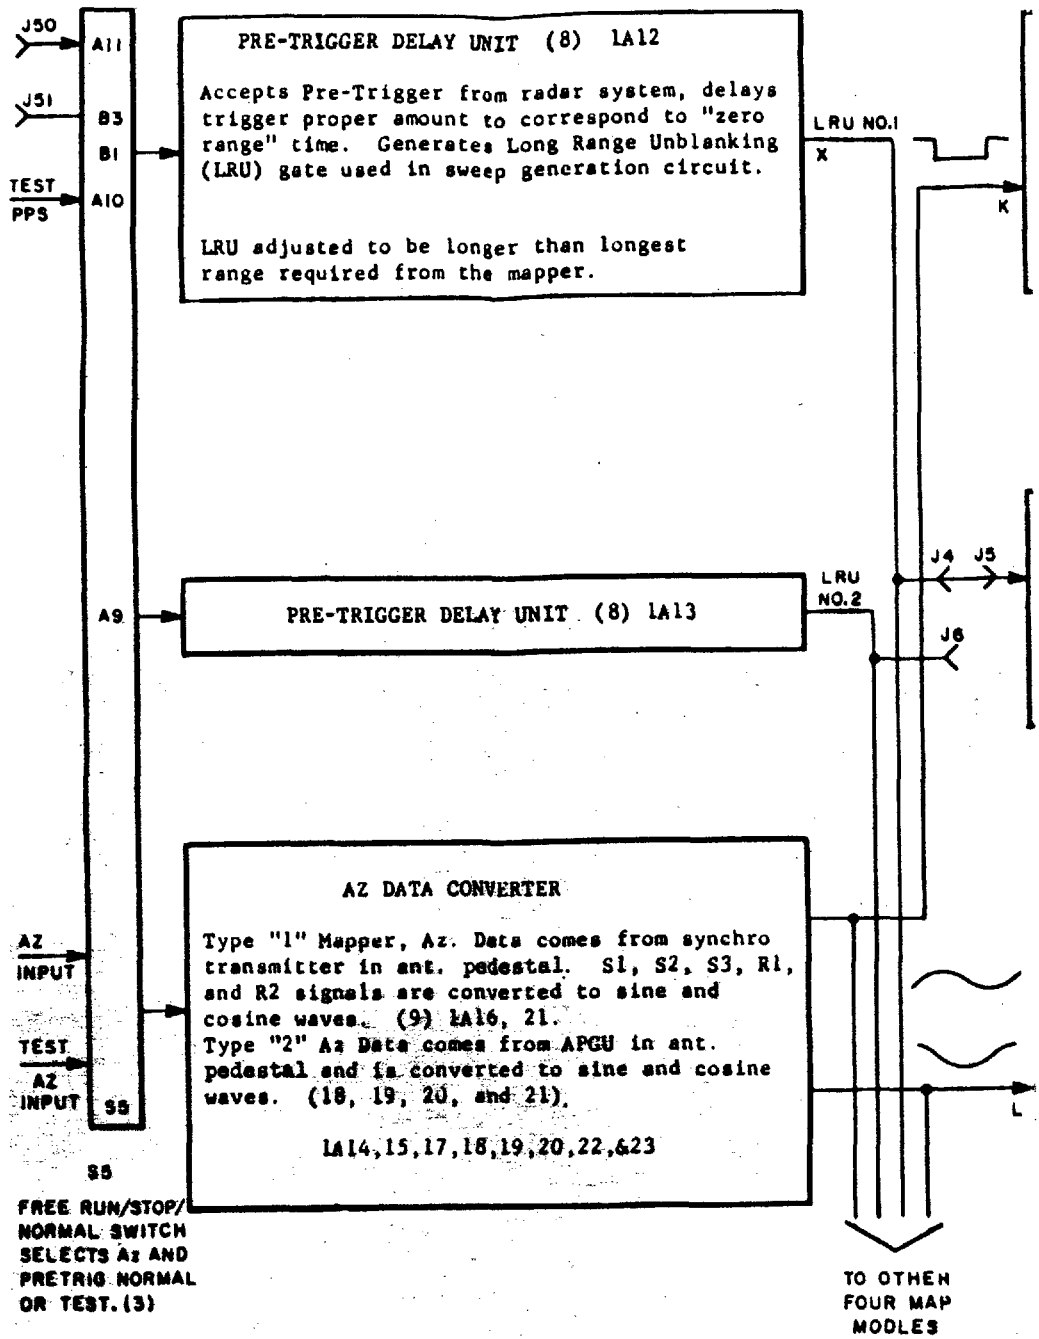 J50
A11
J51
B3
B1
TEST
PPS
A10
PRE-TRIGGER DELAY UNIT (8) 1A12
Accepts Pre-Trigger from radar system, delays
trigger proper amount to correspond to "zero
range" time. Generates Long Range Unblanking
(LRU) gate used in sweep generation circuit.
LRU adjusted to be longer than longest
range required from the mapper.
LRU NO.1
X
K
A9
PRE-TRIGGER DELAY UNIT (8) 1A13
LRU
NO.2
J4
J5
J6
AZ
INPUT
TEST
AZ
INPUT
S5
AZ DATA CONVERTER
Type "1" Mapper, Az. Data comes from synchro
transmitter in ant. pedestal. S1, S2, S3, R1,
and R2 signals are converted to sine and
cosine waves. (9) 1A16, 21.
Type "2" Az Data comes from APGU in ant.
pedestal and is converted to sine and cosine
waves. (18, 19, 20, and 21).
1A14,15,17,18,19,20,22,&23
L
S5
FREE RUN/STOP/
NORMAL SWITCH
SELECTS Az AND
PRETRIG NORMAL
OR TEST.(3)
TO OTHEN
FOUR MAP
MODLES